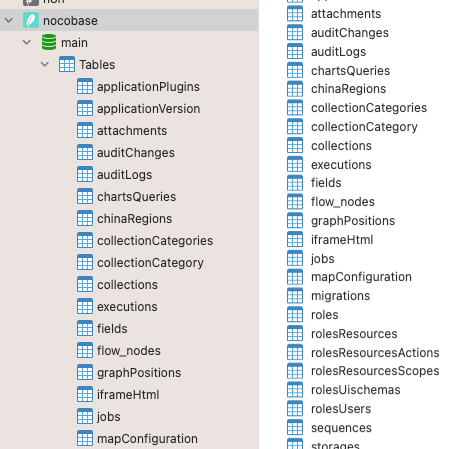 nocobase
main
Tables
applicationPlugins
applicationVersion
attachments
auditChanges
auditLogs
chartsQueries
chinaRegions
collectionCategories
collectionCategory
collections
executions
fields
flow_nodes
graphPositions
iframeHtml
jobs
mapConfiguration
attachments
auditChanges
auditLogs
chartsQueries
chinaRegions
collectionCategories
collectionCategory
collections
executions
fields
flow_nodes
graphPositions
iframeHtml
jobs
mapConfiguration
migrations
roles
rolesResources
rolesResourcesActions
rolesResourcesScopes
rolesUischemas
rolesUsers
sequences
storages